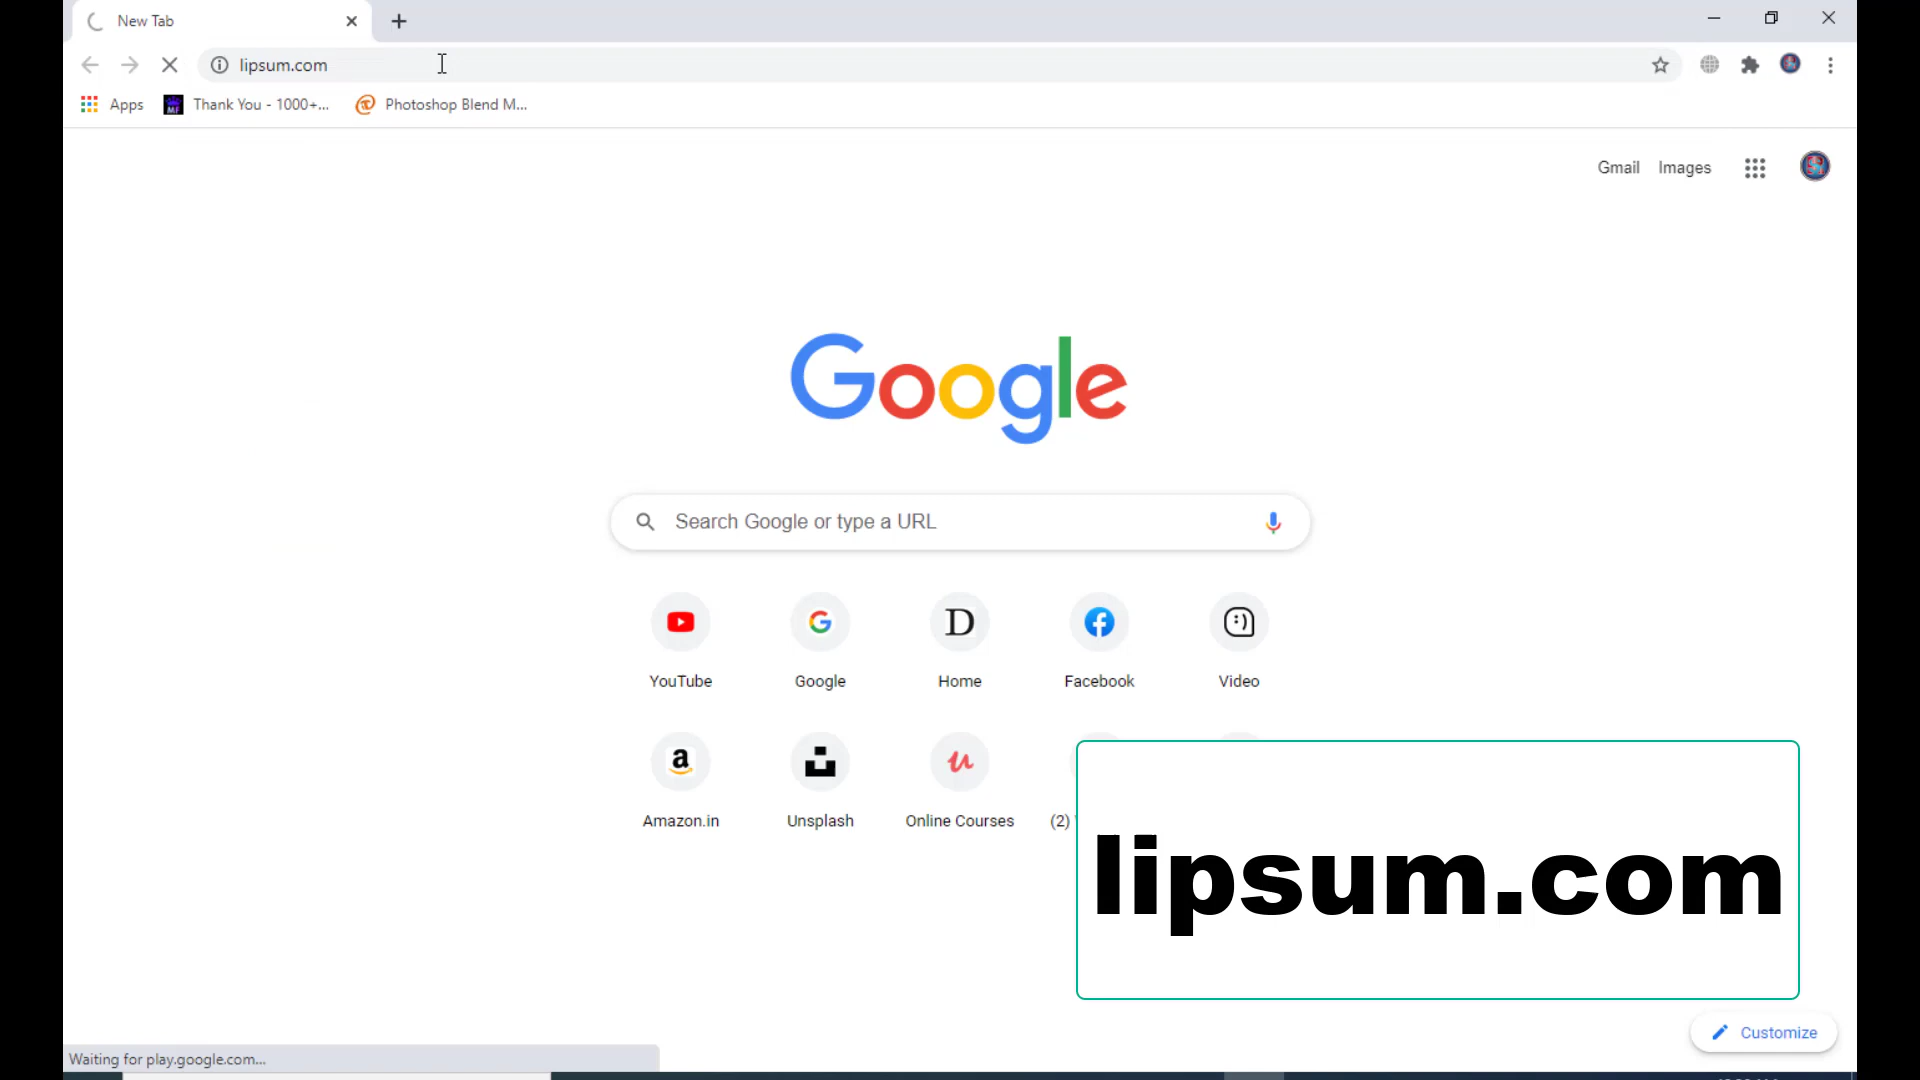 New Tab
lipsum.com
Apps
Thank You - 1000+...
Photoshop Blend M...
Gmail Images
Google
Search Google or type a URL
YouTube Google Home Facebook Video
Amazon.in Unsplash Online Courses (2)
lipsum.com
Customize
Waiting for play.google.com...